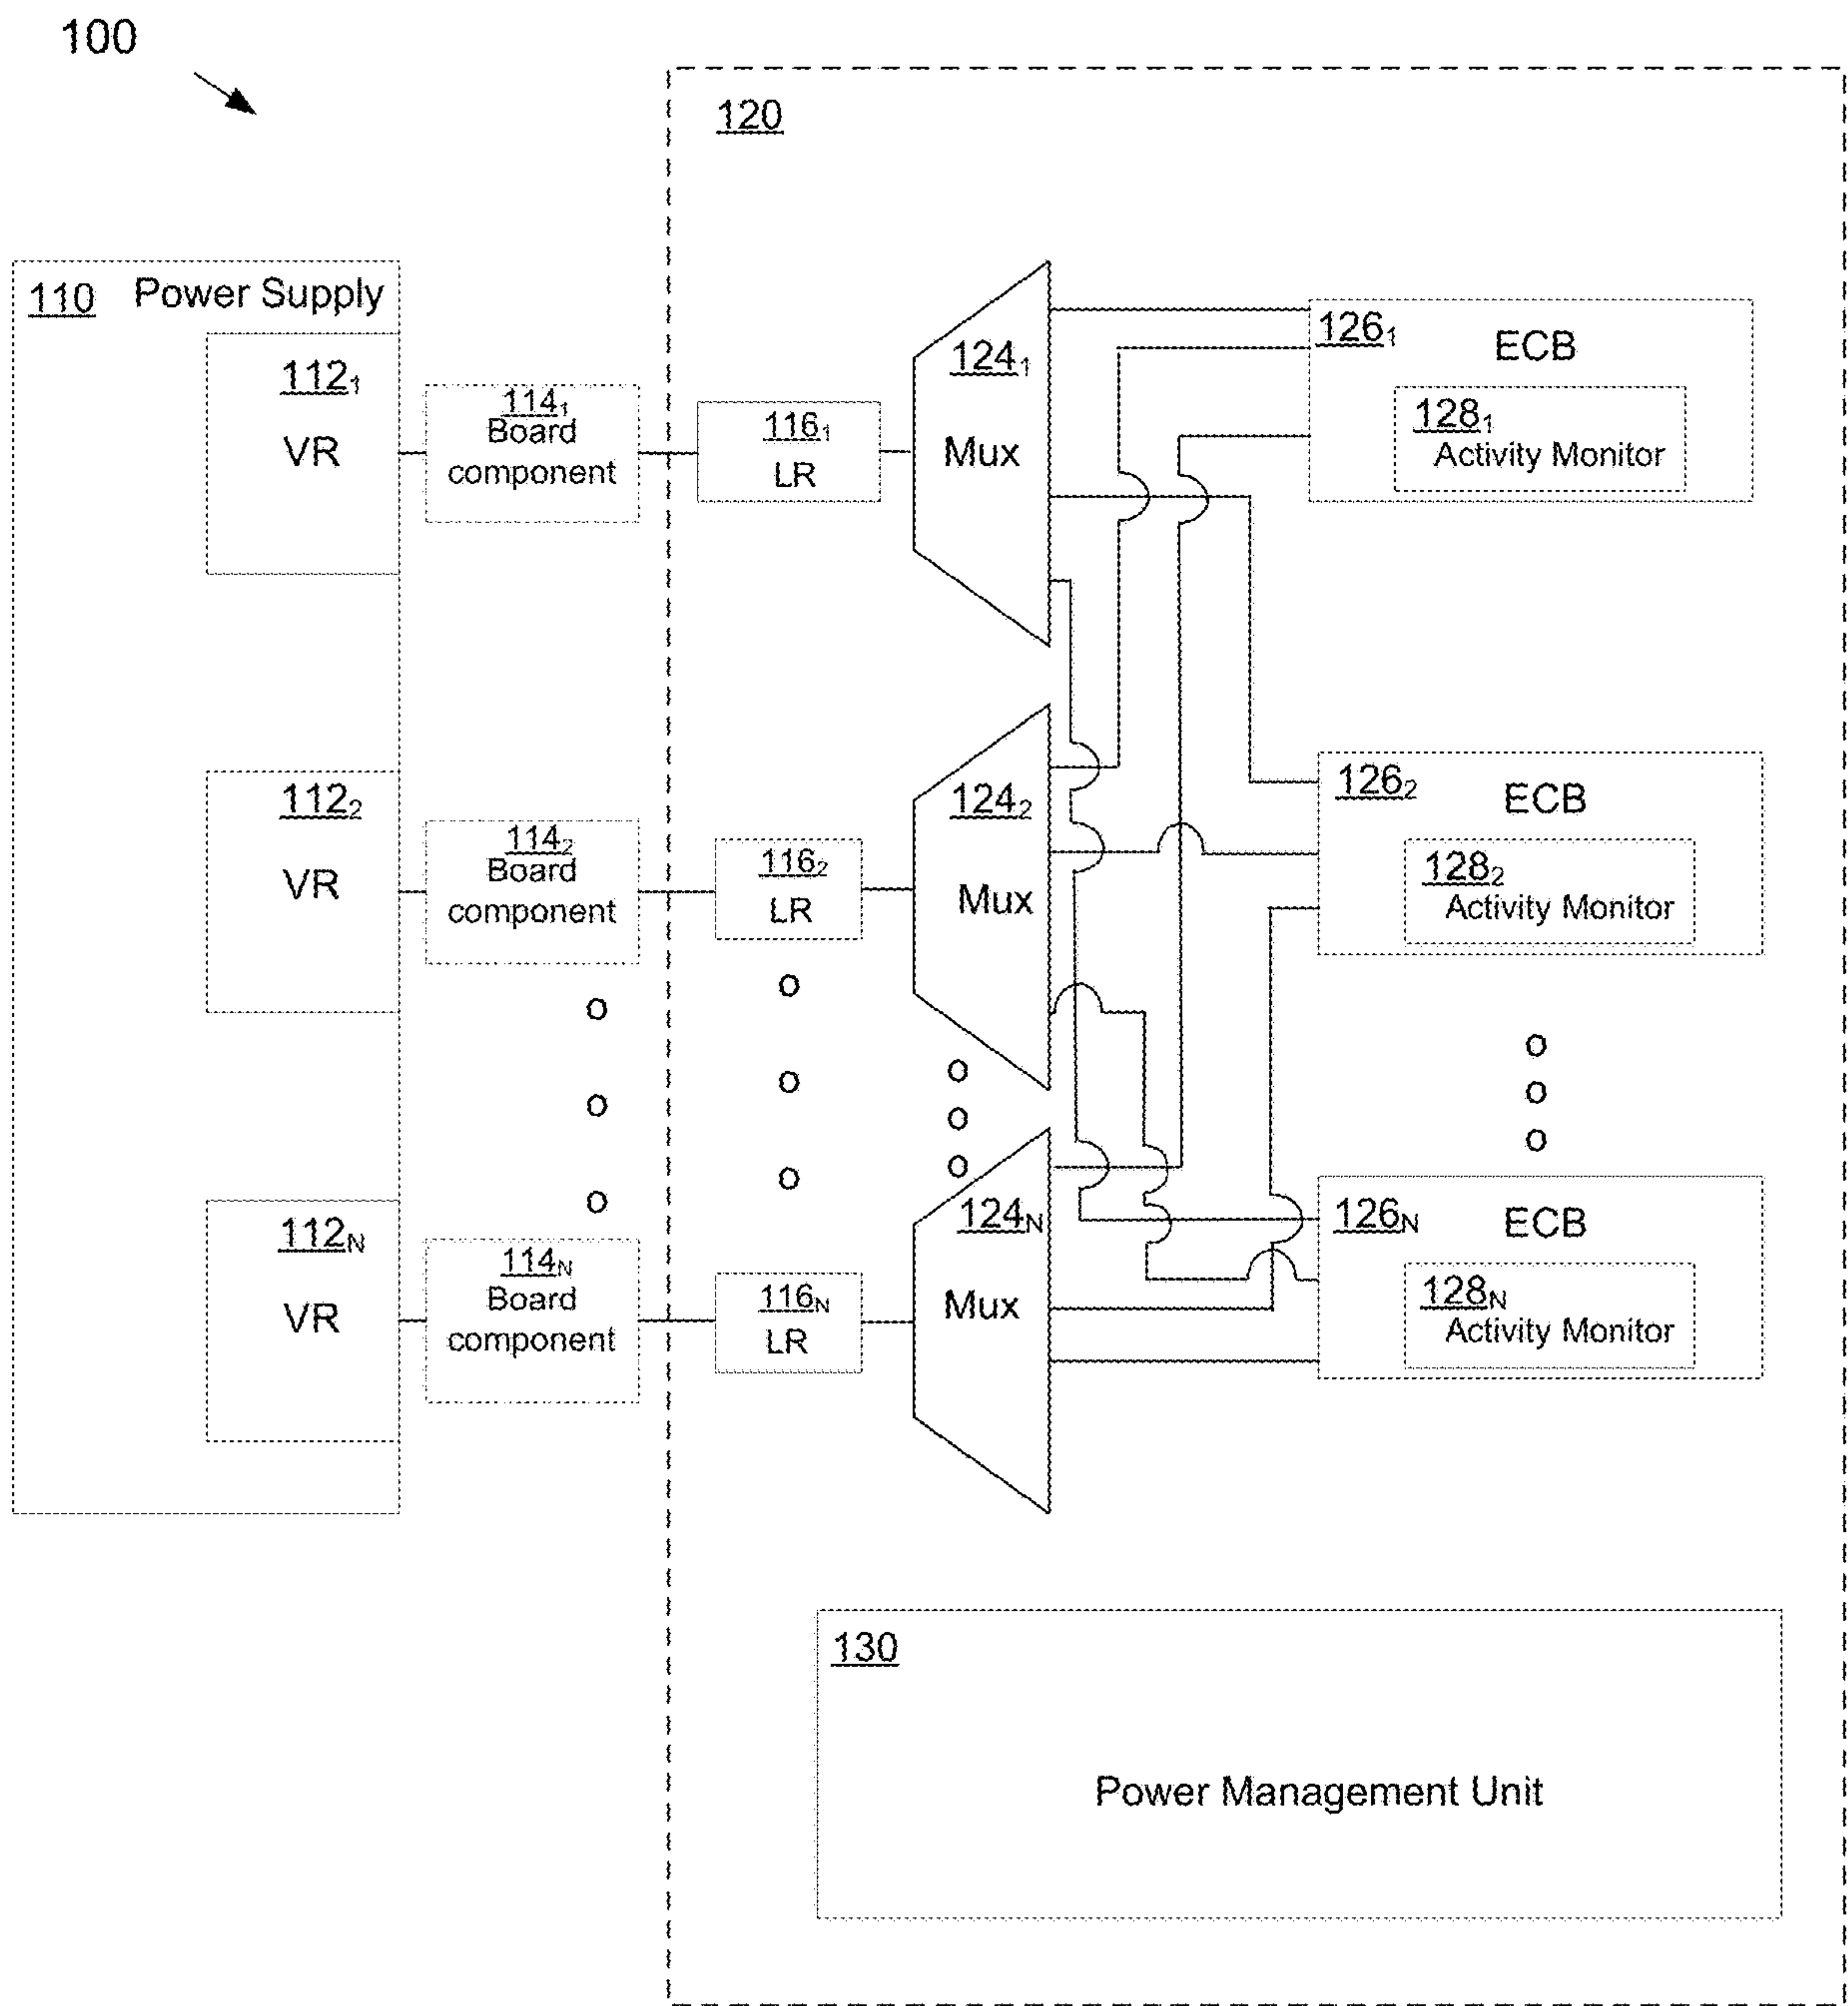 100
120
110 Power Supply
112₁
VR
114₁
Board
component
116₁
LR
124₁
Mux
126₁
ECB
128₁
Activity Monitor
112₂
VR
114₂
Board
component
116₂
LR
124₂
Mux
126₂
ECB
128₂
Activity Monitor
112N
VR
114N
Board
component
116N
LR
124N
Mux
126N
ECB
128N
Activity Monitor
130
Power Management Unit